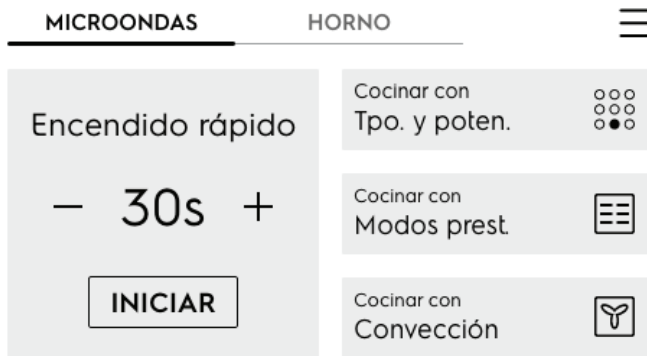 MICROONDAS
HORNO
Encendido rápido
− 30s +
INICIAR
Cocinar con
Tpo. y poten.
Cocinar con
Modos prest.
Cocinar con
Convección